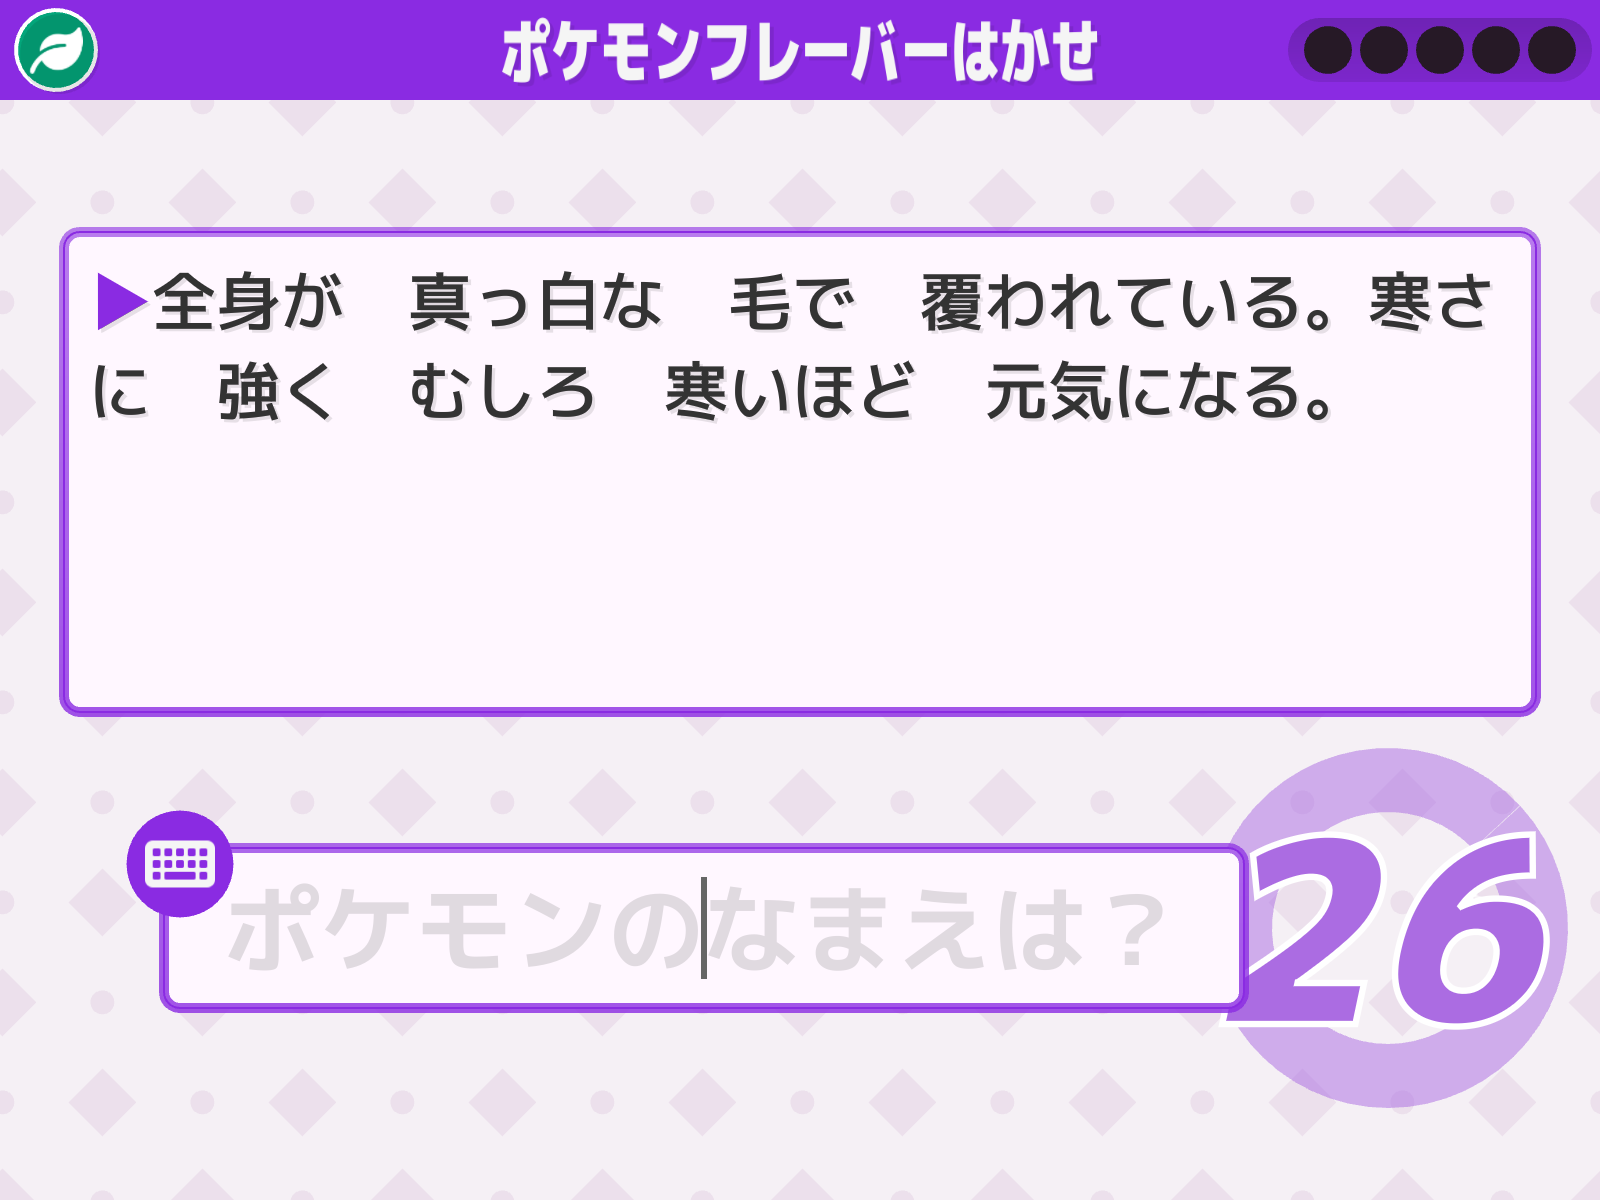 ポケモンフレーバーはかせ
▶全身が　真っ白な　毛で　覆われている。寒さ
に　強く　むしろ　寒いほど　元気になる。
ポケモンのなまえは？
26